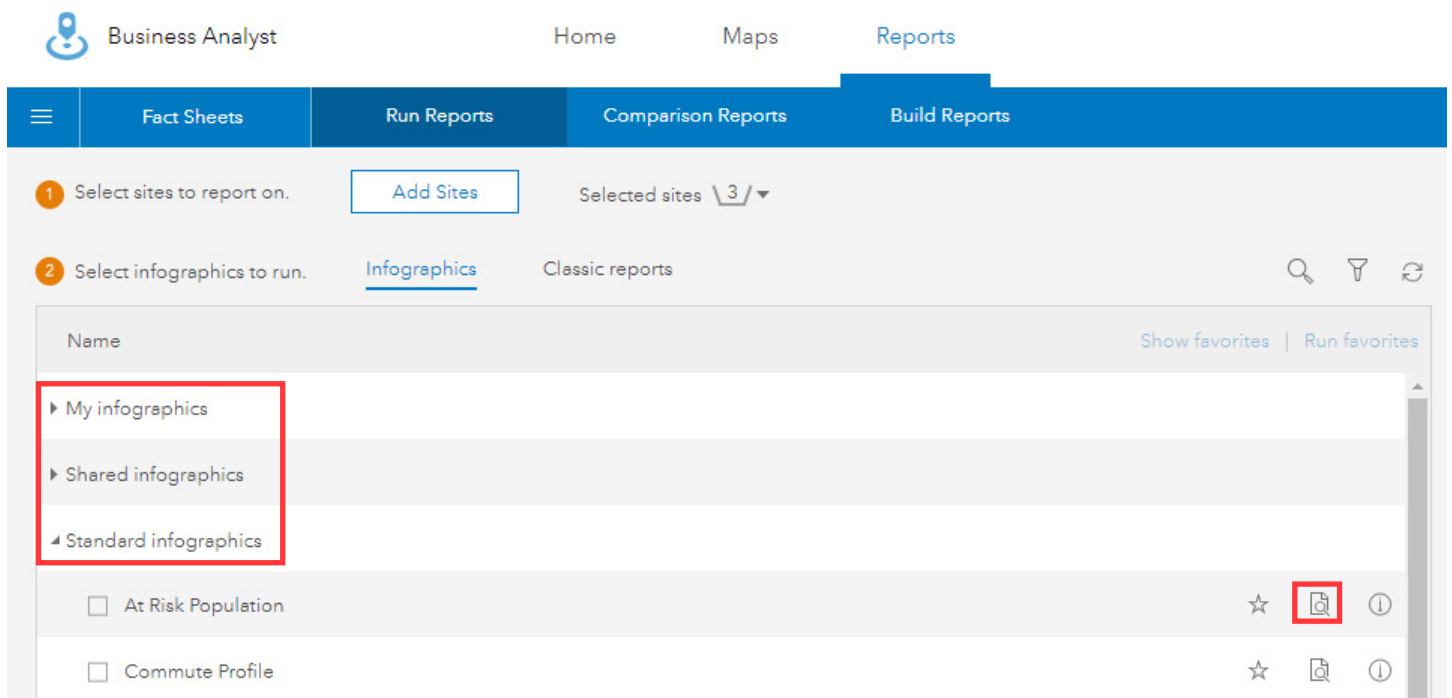 Business Analyst Home Maps Reports
Fact Sheets Run Reports Comparison Reports Build Reports
1 Select sites to report on. Add Sites Selected sites \ 3 / ▾
2 Select infographics to run. Infographics Classic reports
Name Show favorites | Run favorites
My infographics
Shared infographics
Standard infographics
At Risk Population
Commute Profile